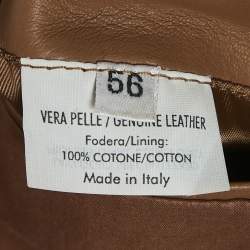 56
VERA PELLE / GENUINE LEATHER
Fodera/Lining:
100% COTONE/COTTON
Made in Italy